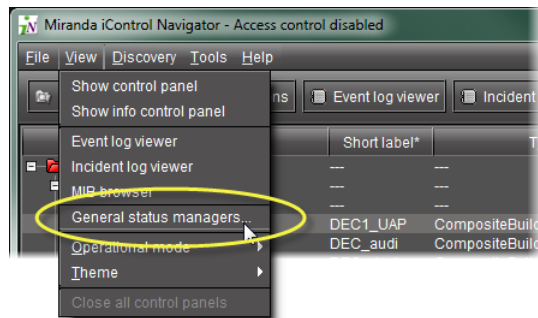 Miranda iControl Navigator - Access control disabled
File View Discovery Tools Help
Show control panel
Show info control panel
ns Event log viewer Incident
Event log viewer
Incident log viewer
MIB browser
General status managers...
Operational mode
Theme
Close all control panels
Short label* T
--- ---
--- ---
--- ---
DEC1_UAP CompositeBuild
DEC_audi CompositeBuild